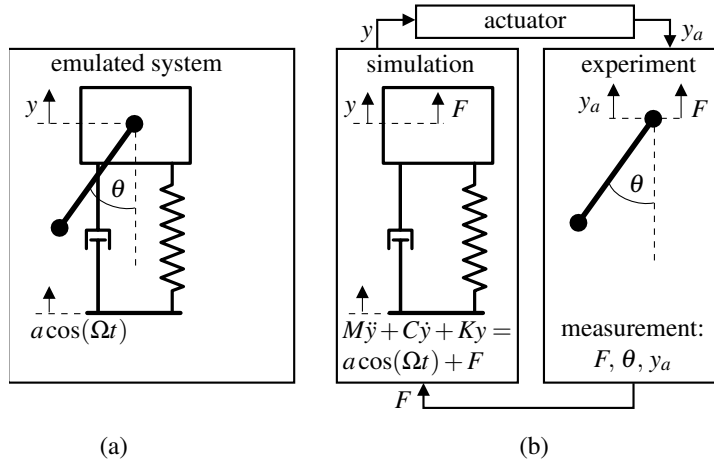 actuator
y
y_a
emulated system
y
θ
a cos(Ωt)
simulation
y
F
Mÿ + Cẏ + Ky =
a cos(Ωt) + F
experiment
y_a
F
θ
measurement:
F, θ, y_a
F
(a)
(b)